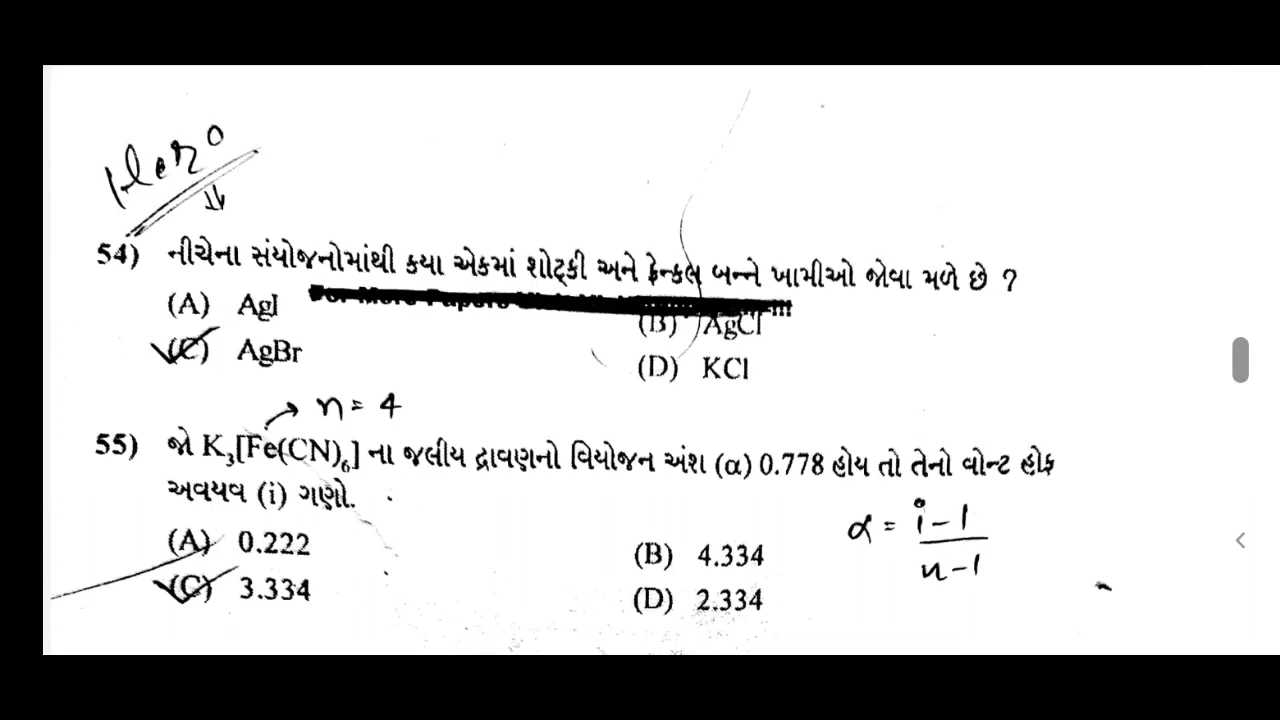 Hero
54) નીચેના સંયોજનોમાંથી કયા એકમાં શોટ્કી અને ફ્રેન્કલ બન્ને ખામીઓ જોવા મળે છે ?
(A) AgI (B) AgCl
(C) AgBr (D) KCl
n = 4
55) જો K₃[Fe(CN)₆] ના જલીય દ્રાવણનો વિયોજન અંશ (α) 0.778 હોય તો તેનો વોન્ટ હોફ
અવયવ (i) ગણો.
α = i - 1
n - 1
(A) 0.222 (B) 4.334
(C) 3.334 (D) 2.334